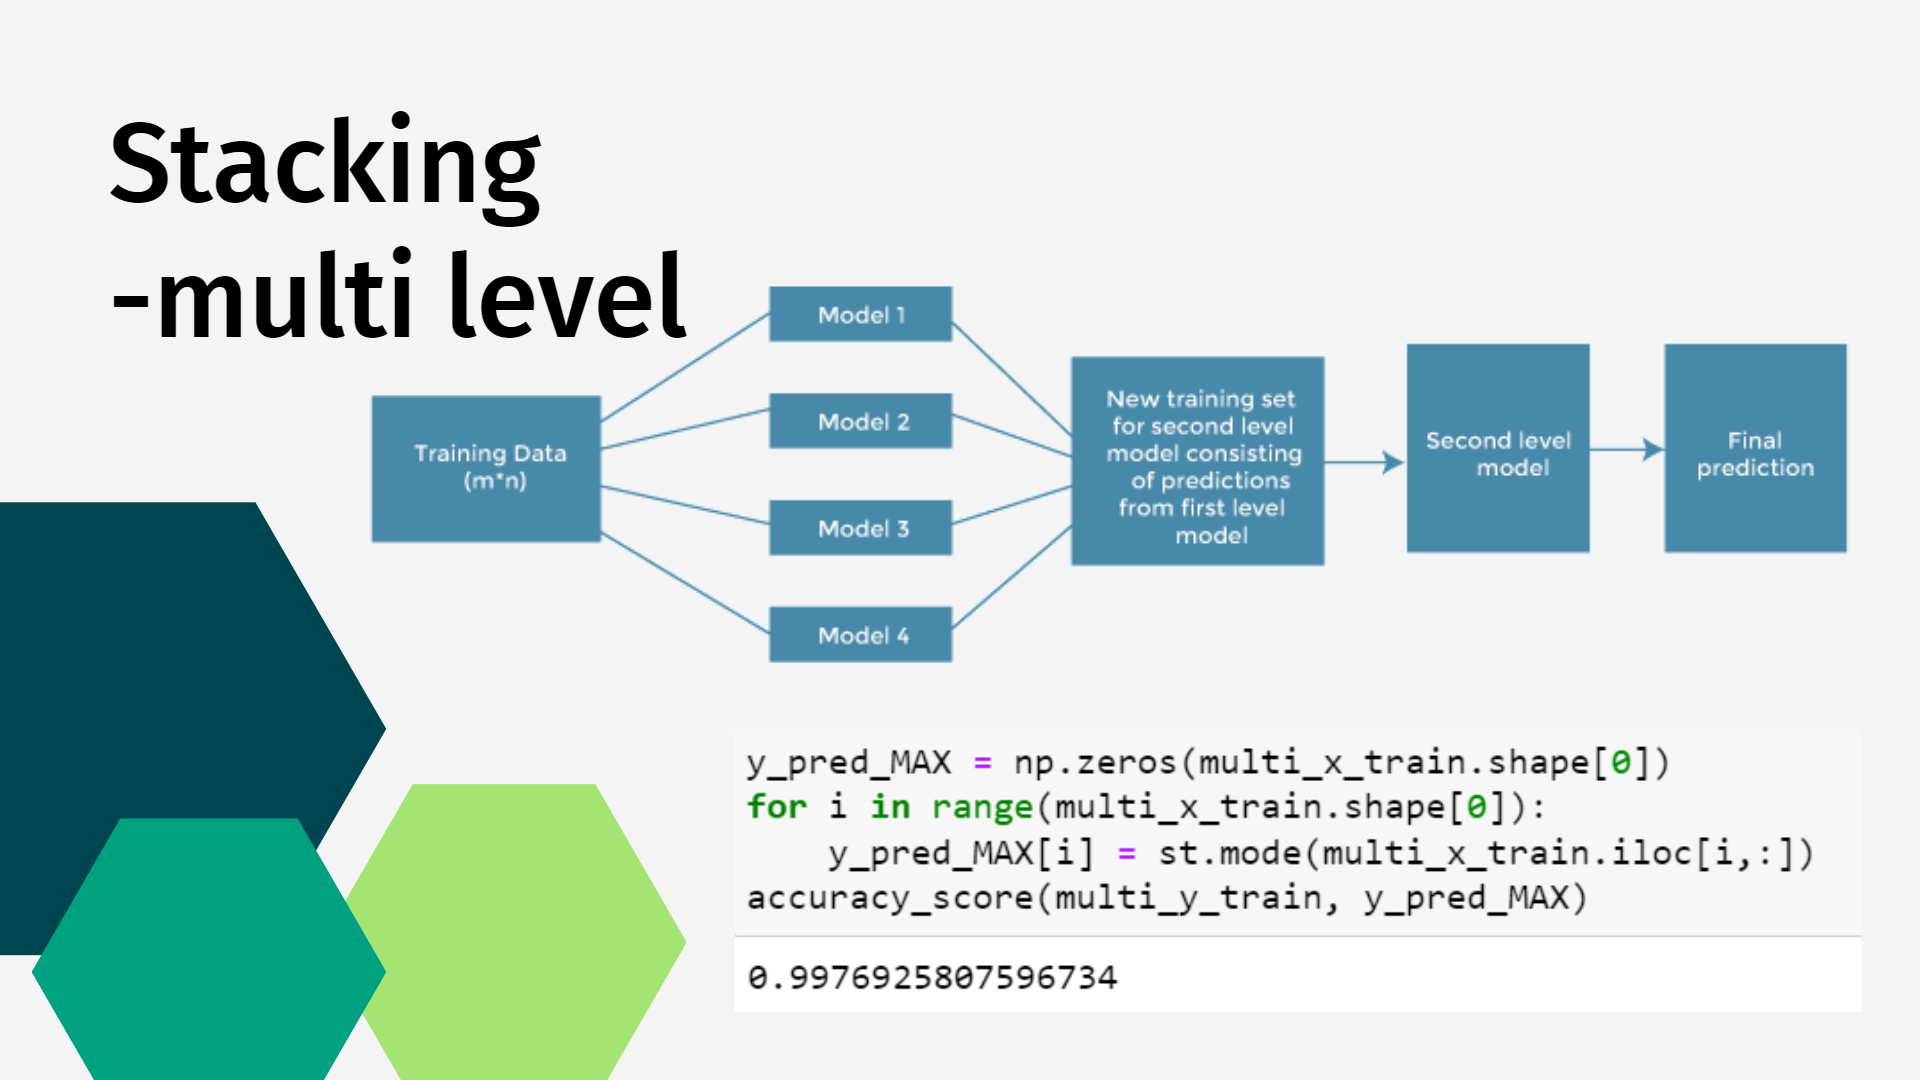 Stacking
-multi level
Training Data
(m*n)
Model 1
Model 2
Model 3
Model 4
New training set
for second level
model consisting
of predictions
from first level
model
Second level
model
Final
prediction
y_pred_MAX = np.zeros(multi_x_train.shape[0])
for i in range(multi_x_train.shape[0]):
    y_pred_MAX[i] = st.mode(multi_x_train.iloc[i,:])
accuracy_score(multi_y_train, y_pred_MAX)
0.9976925807596734